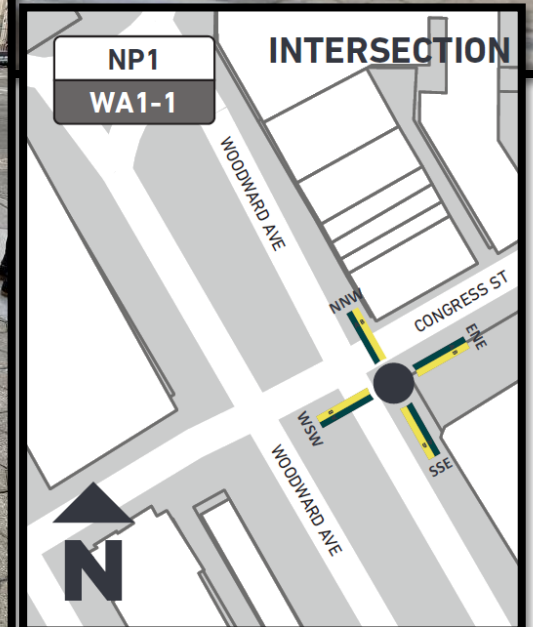 NP1
WA1-1
INTERSECTION
WOODWARD AVE
NNW
CONGRESS ST
ENE
WSW
SSE
WOODWARD AVE
N